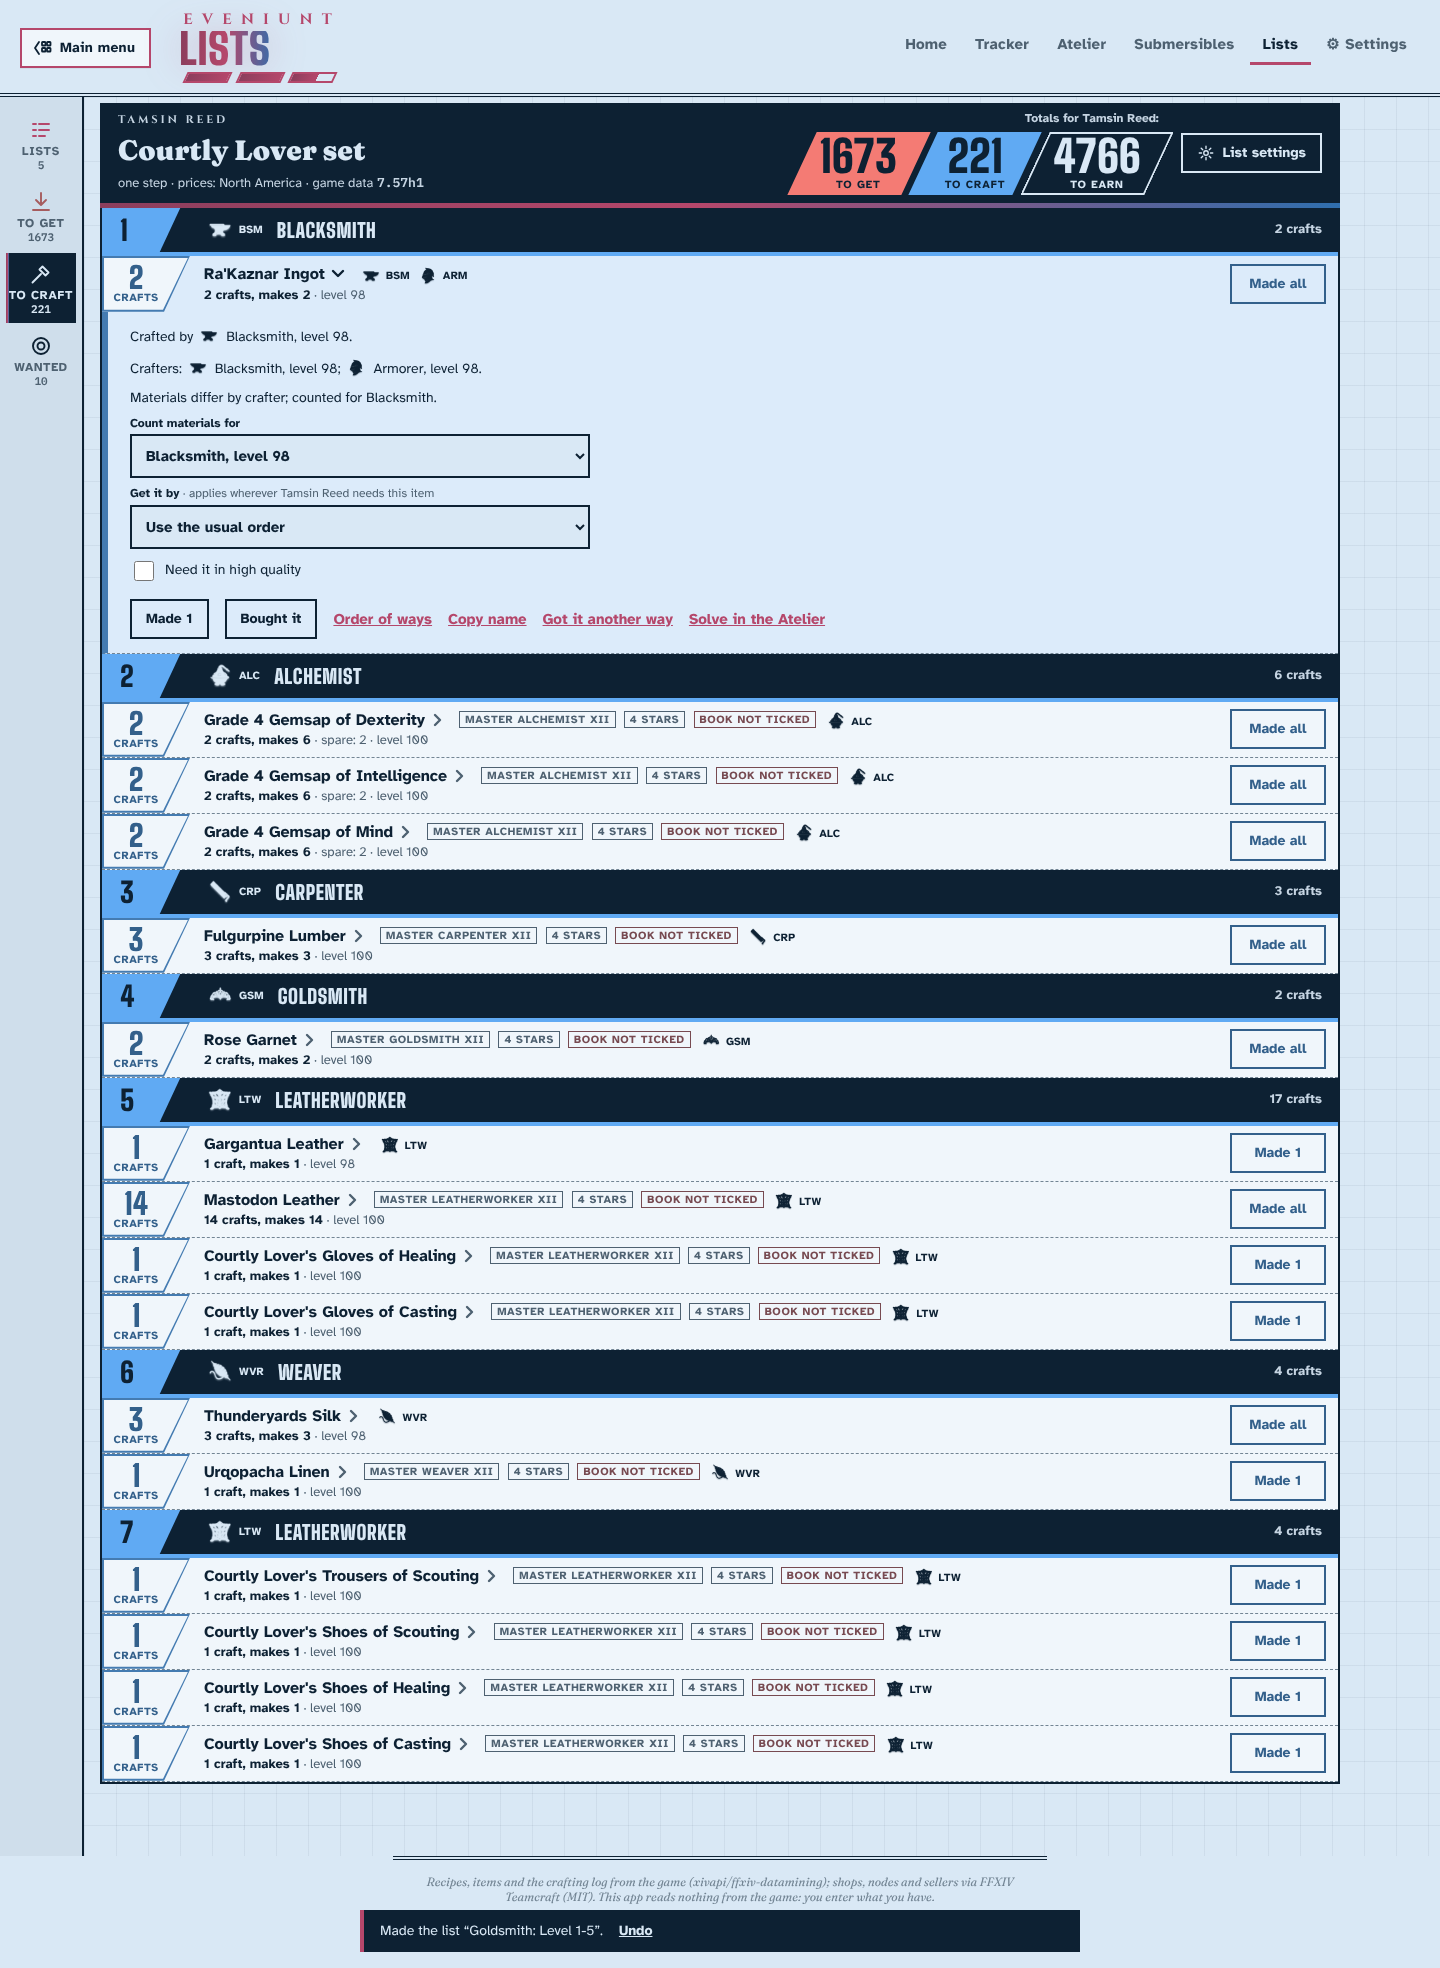 Main menu
EVENIUNT
LISTS
Home
Tracker
Atelier
Submersibles
Lists
⚙ Settings
LISTS
5
TO GET
1673
TO CRAFT
221
WANTED
10
TAMSIN REED
Courtly Lover set
one step · prices: North America · game data 7.57h1
Totals for Tamsin Reed:
1673
TO GET
221
TO CRAFT
4766
TO EARN
List settings
1 BSM BLACKSMITH 2 crafts
2 CRAFTS
Ra'Kaznar Ingot BSM ARM
2 crafts, makes 2 · level 98
Made all
Crafted by Blacksmith, level 98.
Crafters: Blacksmith, level 98; Armorer, level 98.
Materials differ by crafter; counted for Blacksmith.
Count materials for
Blacksmith, level 98
Get it by · applies wherever Tamsin Reed needs this item
Use the usual order
Need it in high quality
Made 1 Bought it Order of ways Copy name Got it another way Solve in the Atelier
2 ALC ALCHEMIST 6 crafts
2 CRAFTS
Grade 4 Gemsap of Dexterity MASTER ALCHEMIST XII 4 STARS BOOK NOT TICKED ALC
2 crafts, makes 6 · spare: 2 · level 100
Made all
2 CRAFTS
Grade 4 Gemsap of Intelligence MASTER ALCHEMIST XII 4 STARS BOOK NOT TICKED ALC
2 crafts, makes 6 · spare: 2 · level 100
Made all
2 CRAFTS
Grade 4 Gemsap of Mind MASTER ALCHEMIST XII 4 STARS BOOK NOT TICKED ALC
2 crafts, makes 6 · spare: 2 · level 100
Made all
3 CRP CARPENTER 3 crafts
3 CRAFTS
Fulgurpine Lumber MASTER CARPENTER XII 4 STARS BOOK NOT TICKED CRP
3 crafts, makes 3 · level 100
Made all
4 GSM GOLDSMITH 2 crafts
2 CRAFTS
Rose Garnet MASTER GOLDSMITH XII 4 STARS BOOK NOT TICKED GSM
2 crafts, makes 2 · level 100
Made all
5 LTW LEATHERWORKER 17 crafts
1 CRAFTS
Gargantua Leather LTW
1 craft, makes 1 · level 98
Made 1
14 CRAFTS
Mastodon Leather MASTER LEATHERWORKER XII 4 STARS BOOK NOT TICKED LTW
14 crafts, makes 14 · level 100
Made all
1 CRAFTS
Courtly Lover's Gloves of Healing MASTER LEATHERWORKER XII 4 STARS BOOK NOT TICKED LTW
1 craft, makes 1 · level 100
Made 1
1 CRAFTS
Courtly Lover's Gloves of Casting MASTER LEATHERWORKER XII 4 STARS BOOK NOT TICKED LTW
1 craft, makes 1 · level 100
Made 1
6 WVR WEAVER 4 crafts
3 CRAFTS
Thunderyards Silk WVR
3 crafts, makes 3 · level 98
Made all
1 CRAFTS
Urqopacha Linen MASTER WEAVER XII 4 STARS BOOK NOT TICKED WVR
1 craft, makes 1 · level 100
Made 1
7 LTW LEATHERWORKER 4 crafts
1 CRAFTS
Courtly Lover's Trousers of Scouting MASTER LEATHERWORKER XII 4 STARS BOOK NOT TICKED LTW
1 craft, makes 1 · level 100
Made 1
1 CRAFTS
Courtly Lover's Shoes of Scouting MASTER LEATHERWORKER XII 4 STARS BOOK NOT TICKED LTW
1 craft, makes 1 · level 100
Made 1
1 CRAFTS
Courtly Lover's Shoes of Healing MASTER LEATHERWORKER XII 4 STARS BOOK NOT TICKED LTW
1 craft, makes 1 · level 100
Made 1
1 CRAFTS
Courtly Lover's Shoes of Casting MASTER LEATHERWORKER XII 4 STARS BOOK NOT TICKED LTW
1 craft, makes 1 · level 100
Made 1
Recipes, items and the crafting log from the game (xivapi/ffxiv-datamining); shops, nodes and sellers via FFXIV
Teamcraft (MIT). This app reads nothing from the game: you enter what you have.
Made the list “Goldsmith: Level 1-5”. Undo